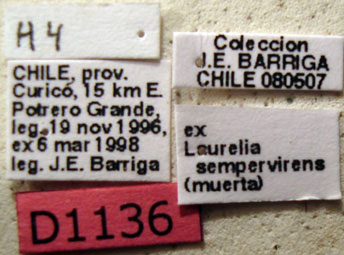 H4
CHILE, prov.
Curicó, 15 km E.
Potrero Grande,
leg. 19 nov 1996,
ex 6 mar 1998
leg. J.E. Barriga
D1136
Coleccion
J.E. BARRIGA
CHILE 080507
ex
Laurelia
sempervirens
(muerta)